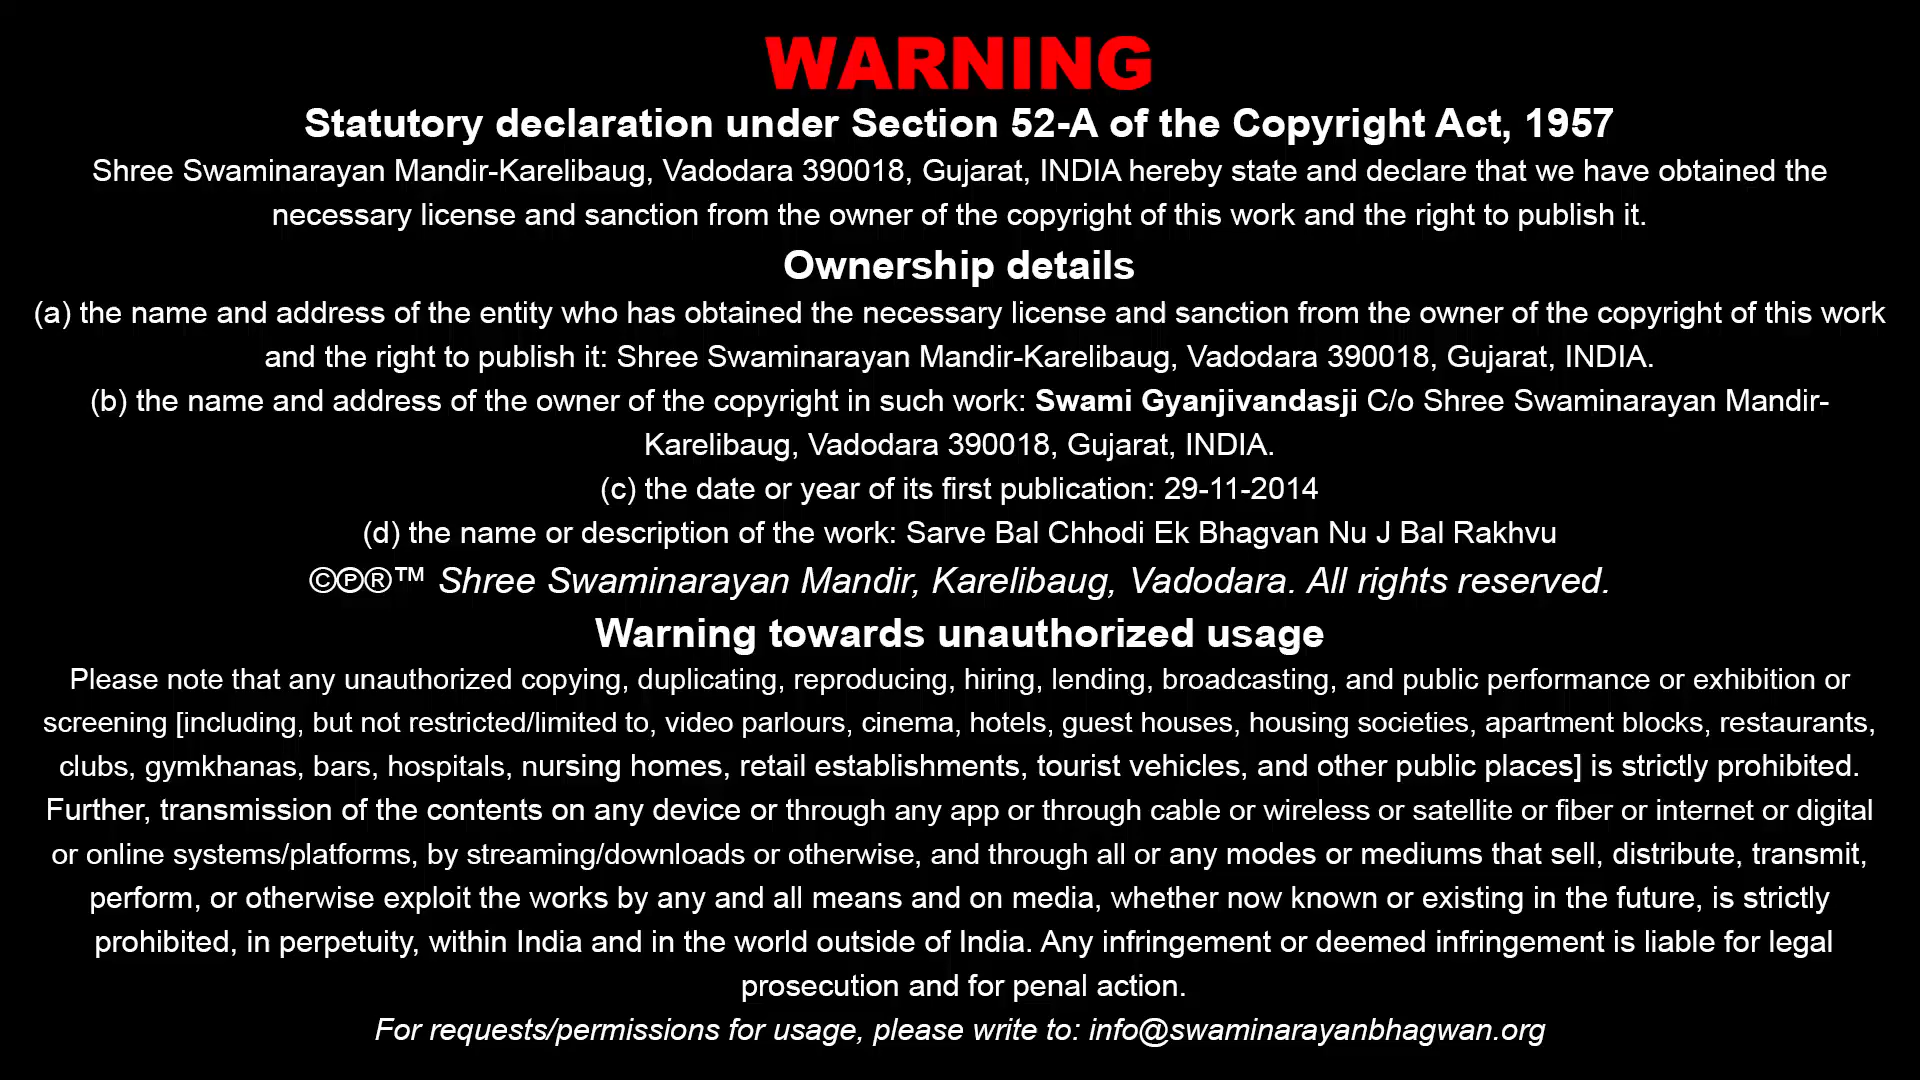 WARNING
Statutory declaration under Section 52-A of the Copyright Act, 1957
Shree Swaminarayan Mandir-Karelibaug, Vadodara 390018, Gujarat, INDIA hereby state and declare that we have obtained the
necessary license and sanction from the owner of the copyright of this work and the right to publish it.
Ownership details
(a) the name and address of the entity who has obtained the necessary license and sanction from the owner of the copyright of this work
and the right to publish it: Shree Swaminarayan Mandir-Karelibaug, Vadodara 390018, Gujarat, INDIA.
(b) the name and address of the owner of the copyright in such work: Swami Gyanjivandasji C/o Shree Swaminarayan Mandir-
Karelibaug, Vadodara 390018, Gujarat, INDIA.
(c) the date or year of its first publication: 29-11-2014
(d) the name or description of the work: Sarve Bal Chhodi Ek Bhagvan Nu J Bal Rakhvu
©℗®™ Shree Swaminarayan Mandir, Karelibaug, Vadodara. All rights reserved.
Warning towards unauthorized usage
Please note that any unauthorized copying, duplicating, reproducing, hiring, lending, broadcasting, and public performance or exhibition or
screening [including, but not restricted/limited to, video parlours, cinema, hotels, guest houses, housing societies, apartment blocks, restaurants,
clubs, gymkhanas, bars, hospitals, nursing homes, retail establishments, tourist vehicles, and other public places] is strictly prohibited.
Further, transmission of the contents on any device or through any app or through cable or wireless or satellite or fiber or internet or digital
or online systems/platforms, by streaming/downloads or otherwise, and through all or any modes or mediums that sell, distribute, transmit,
perform, or otherwise exploit the works by any and all means and on media, whether now known or existing in the future, is strictly
prohibited, in perpetuity, within India and in the world outside of India. Any infringement or deemed infringement is liable for legal
prosecution and for penal action.
For requests/permissions for usage, please write to: info@swaminarayanbhagwan.org